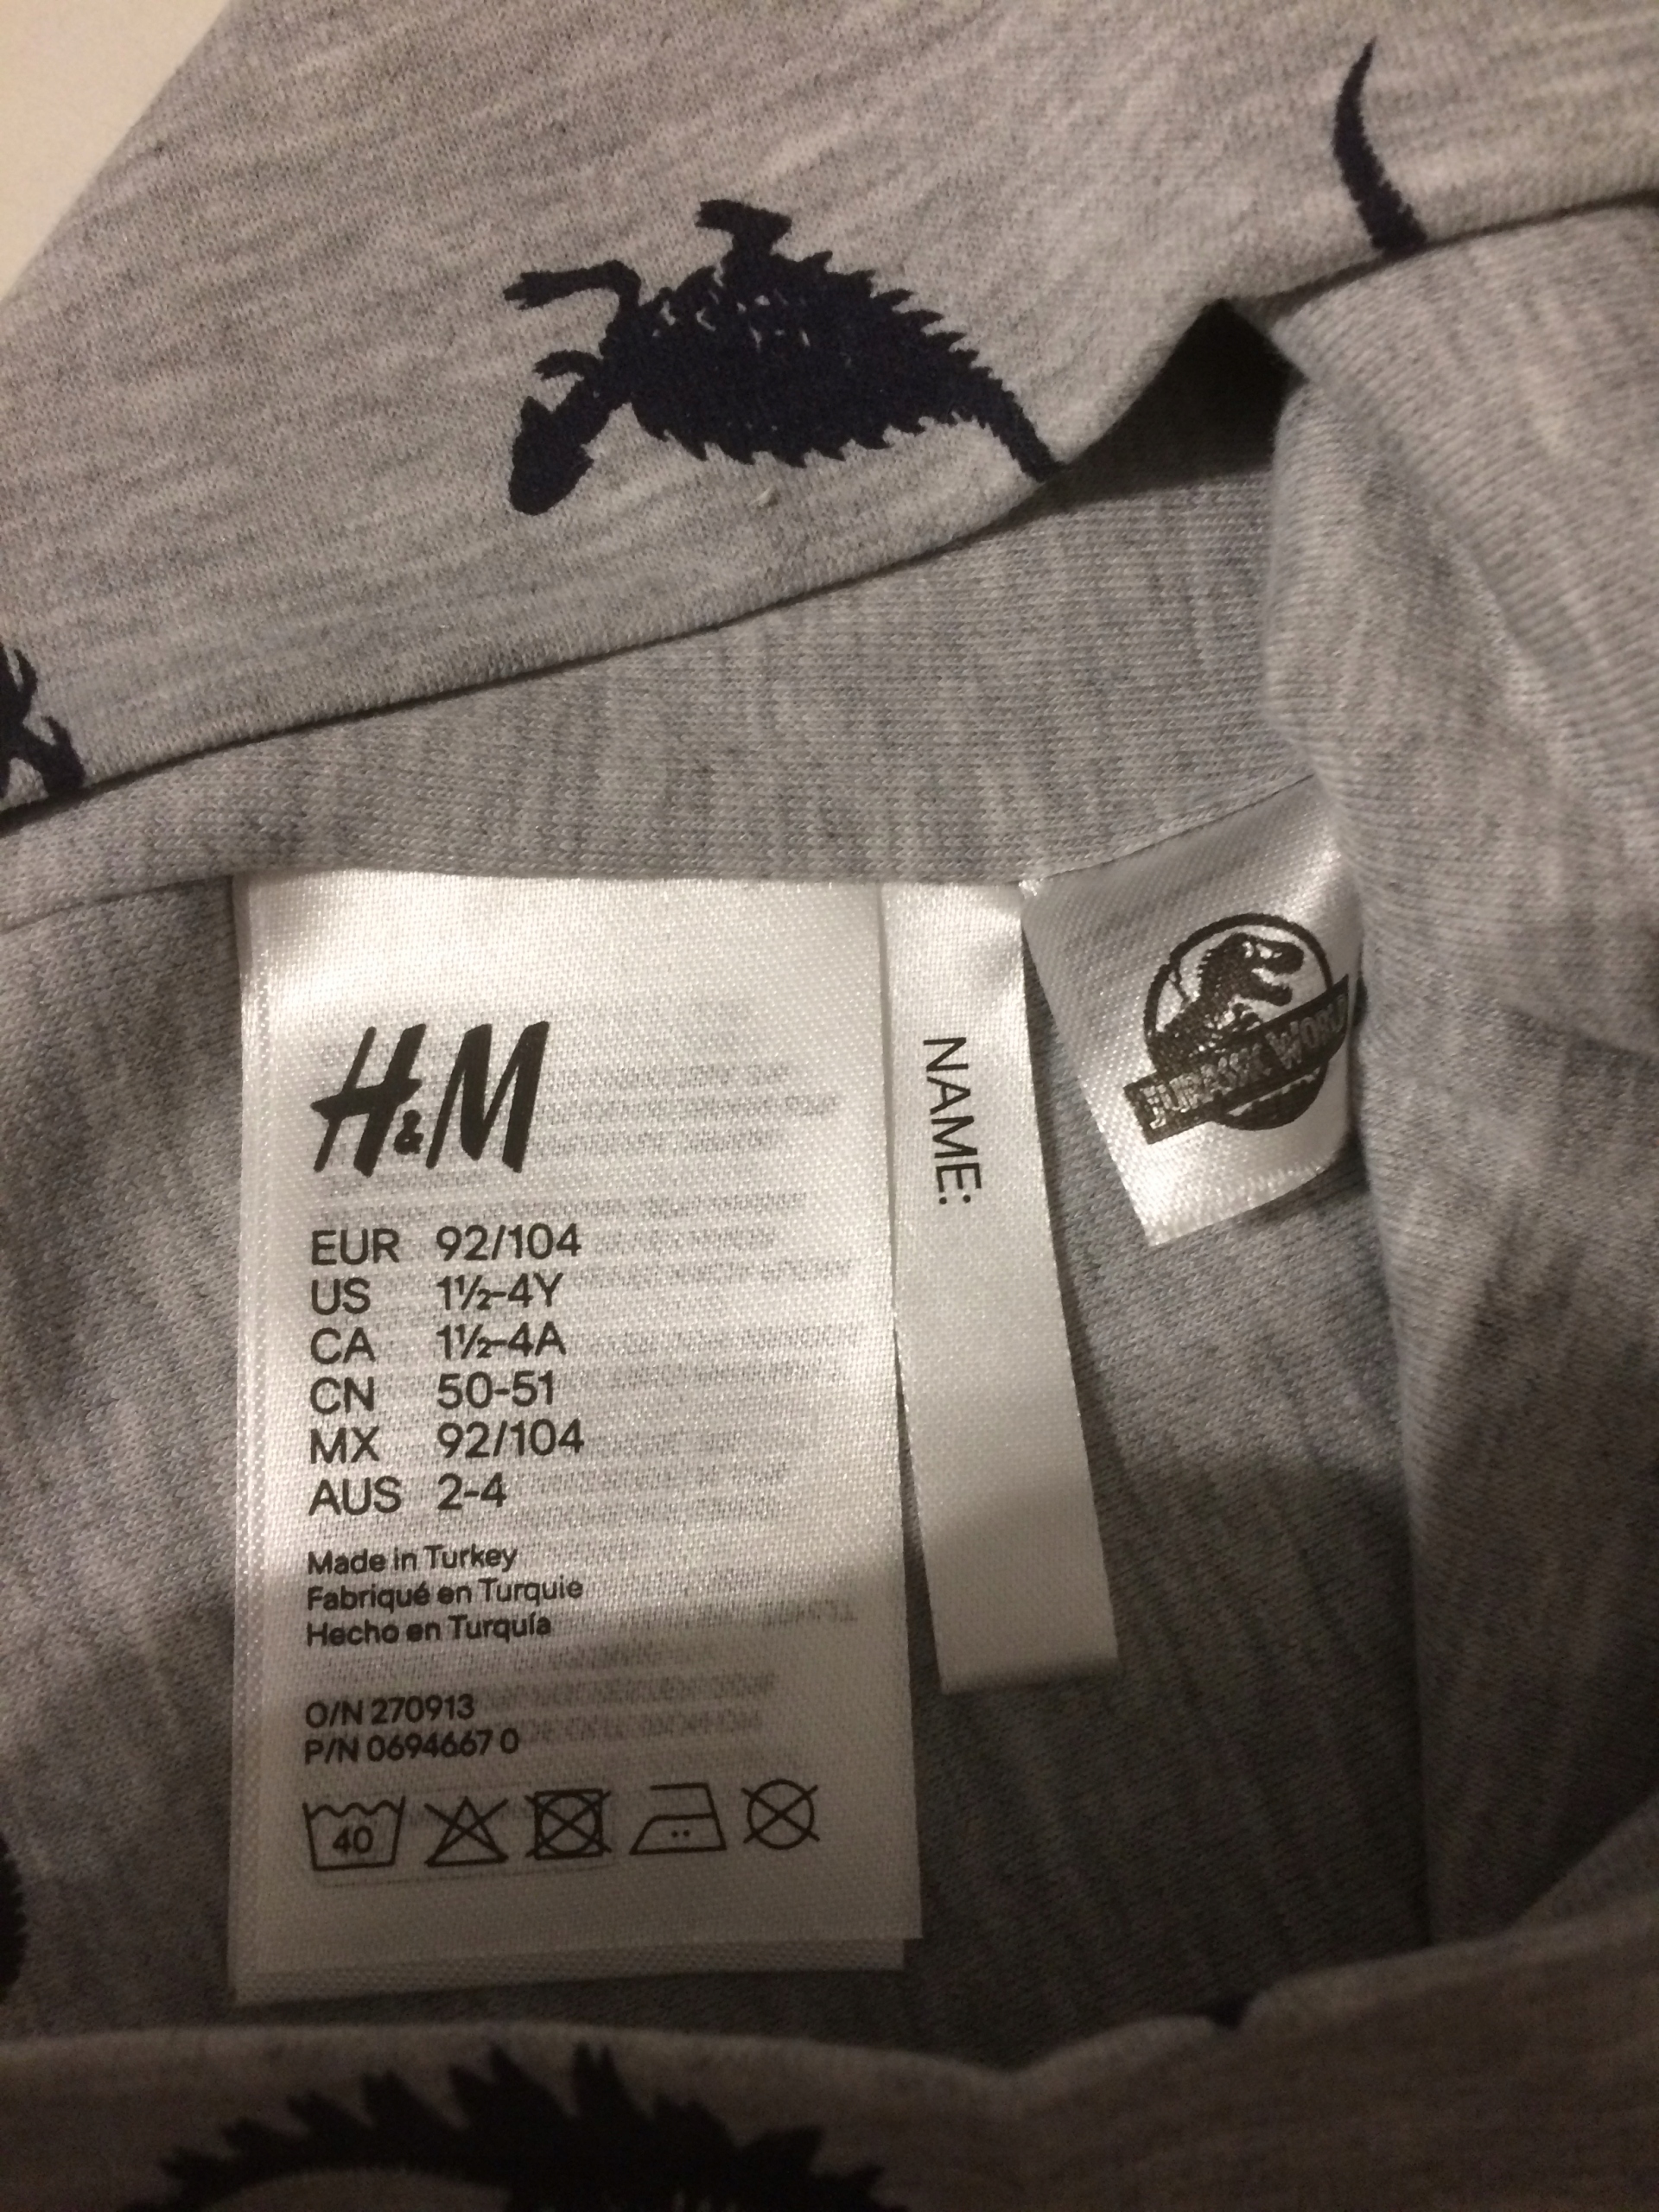 H&M
EUR 92/104
US 1½-4Y
CA 1½-4A
CN 50-51
MX 92/104
AUS 2-4
Made in Turkey
Fabriqué en Turquie
Hecho en Turquía
O/N 270913
P/N 0694667 0
40
NAME:
JURASSIC WORLD